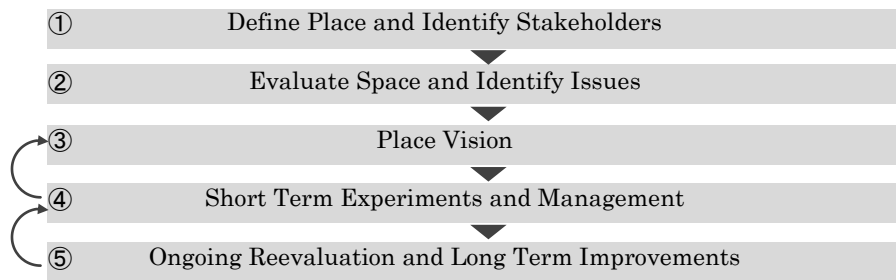 ① Define Place and Identify Stakeholders
② Evaluate Space and Identify Issues
③ Place Vision
④ Short Term Experiments and Management
⑤ Ongoing Reevaluation and Long Term Improvements